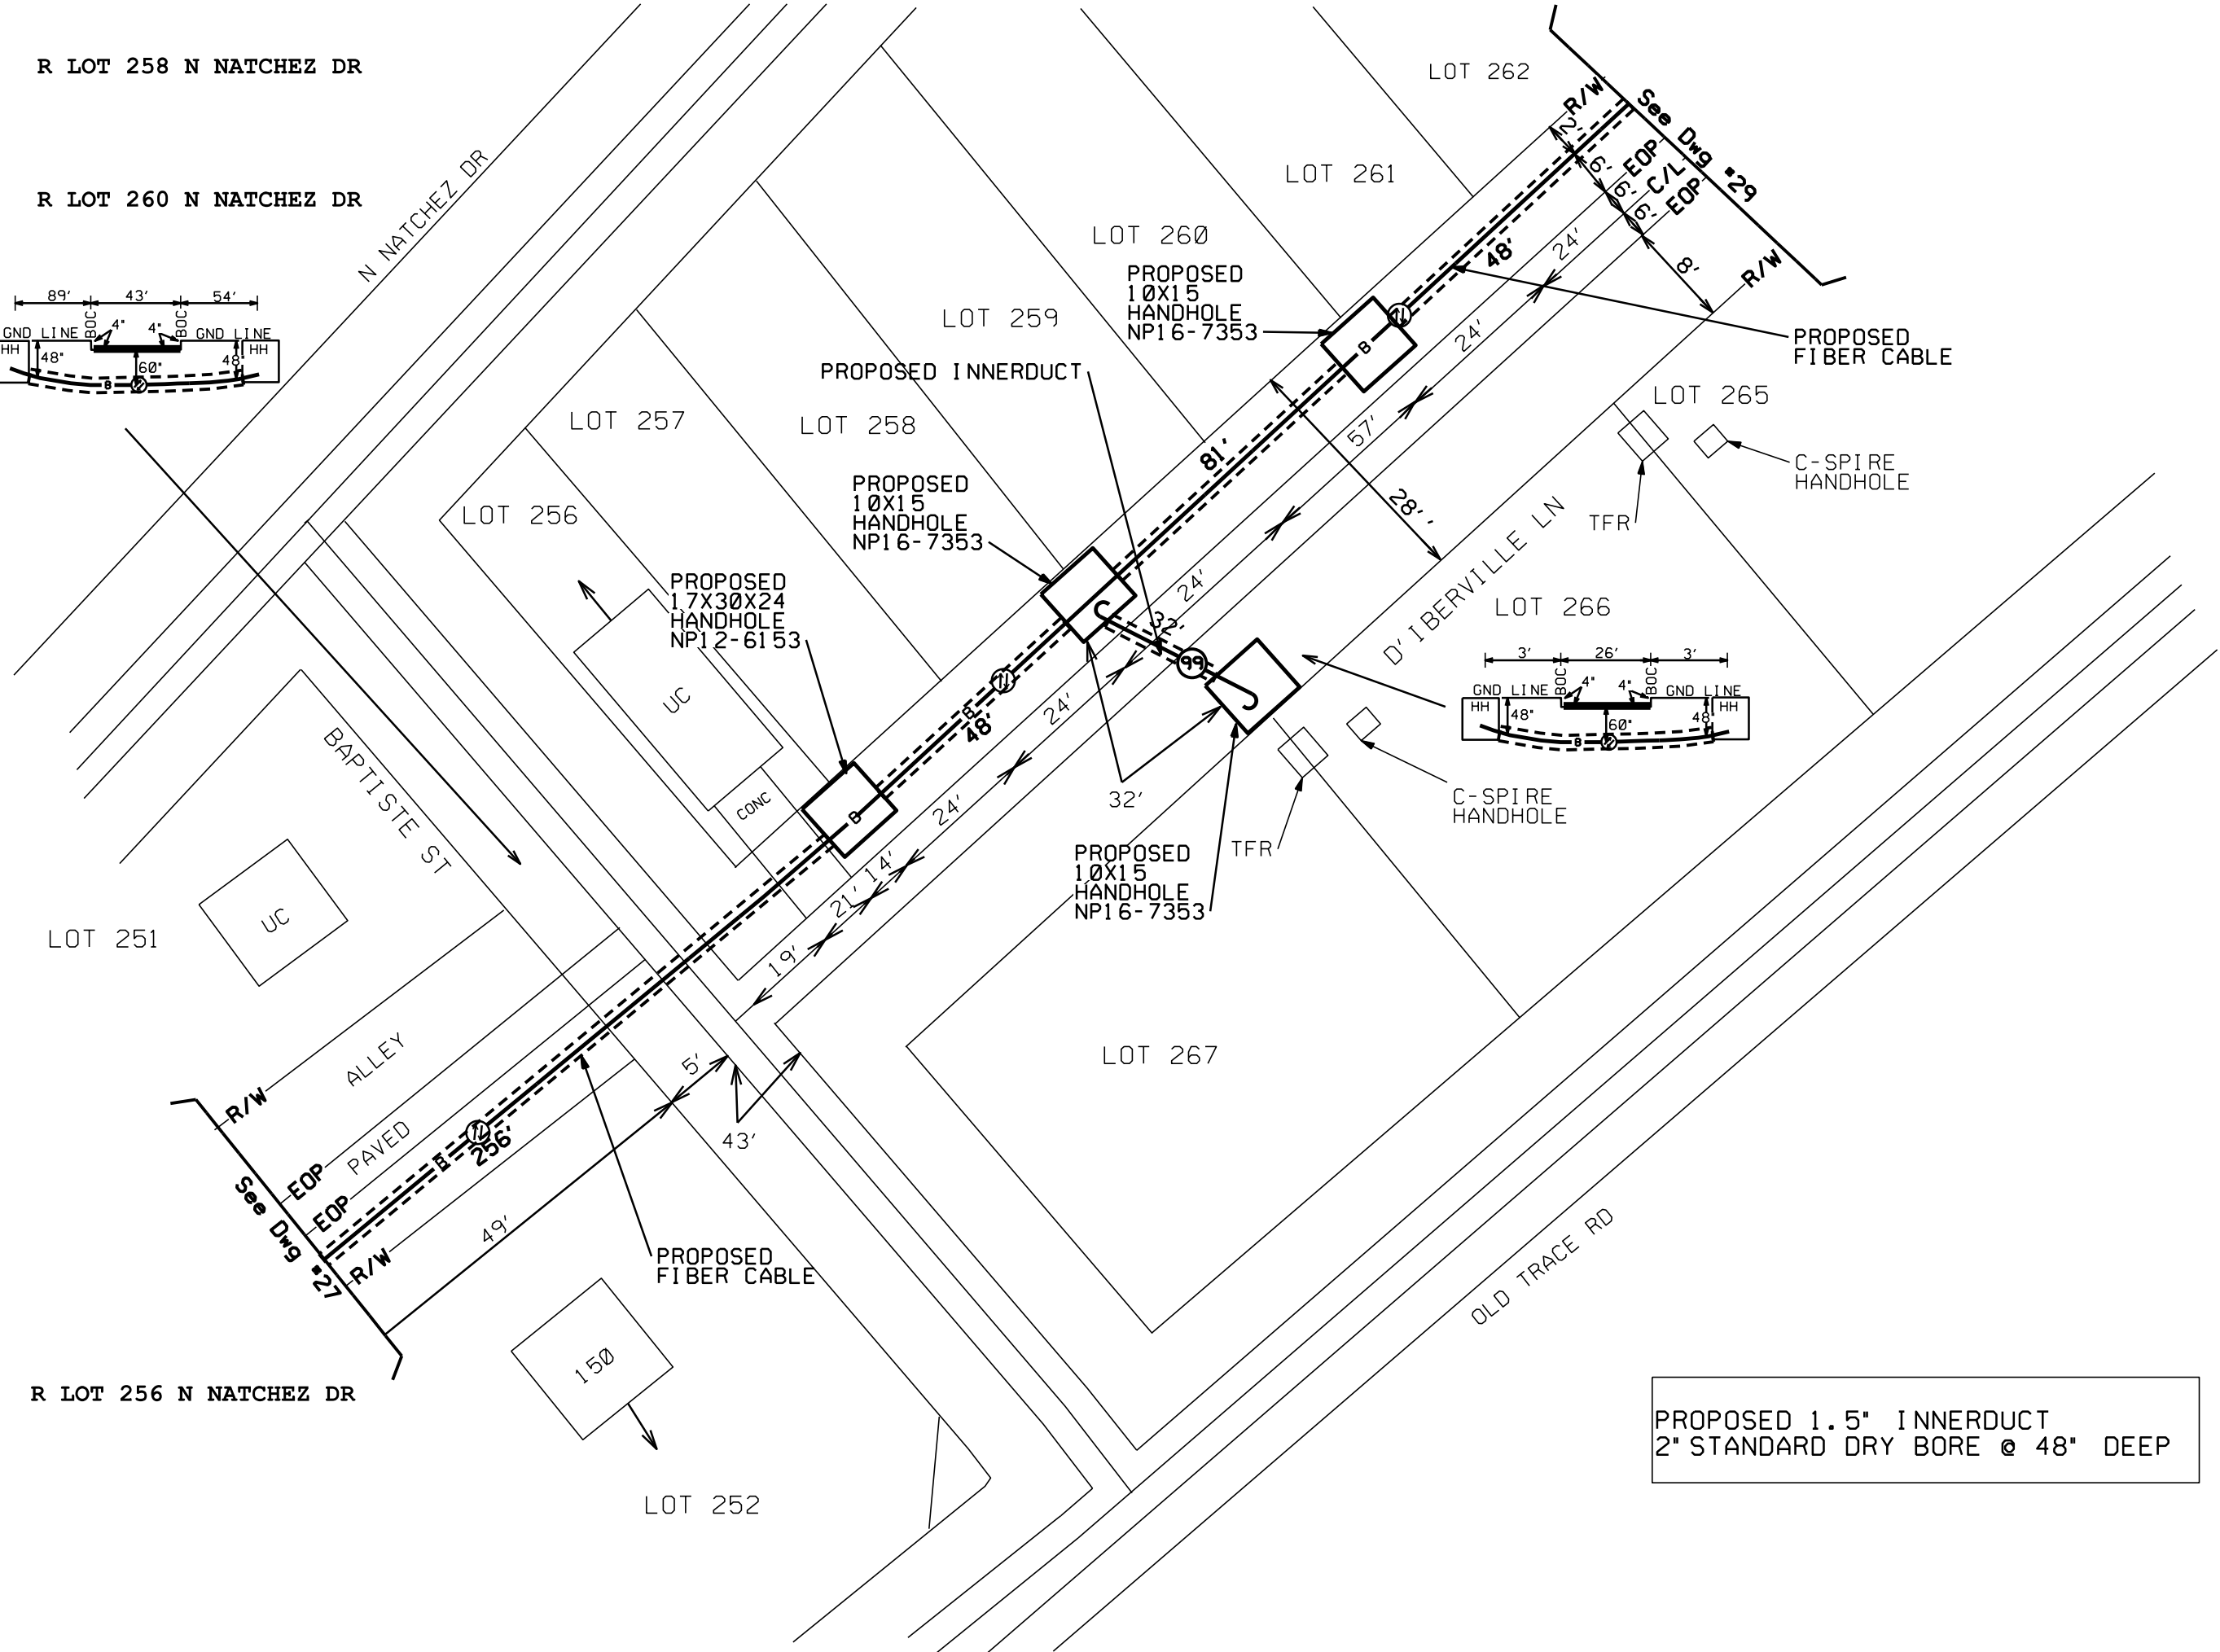 R LOT 258 N NATCHEZ DR
R LOT 260 N NATCHEZ DR
N NATCHEZ DR
89' 43' 54'
GND LINE BOC 4" 4" BOC GND LINE
HH 48" 60" 48" HH
B
LOT 262
R/W
See Dwg #29
2'
6'
EOP
6'
C/L
6'
EOP
8'
R/W
LOT 261
LOT 260
PROPOSED
10X15
HANDHOLE
NP16-7353
48'
24'
B
24'
PROPOSED
FIBER CABLE
LOT 259
PROPOSED INNERDUCT
LOT 257
LOT 258
81'
57'
28''
LOT 265
C-SPIRE
HANDHOLE
TFR
LOT 256
PROPOSED
10X15
HANDHOLE
NP16-7353
PROPOSED
17X30X24
HANDHOLE
NP12-6153
UC
24'
32'
99
D'IBERVILLE LN
LOT 266
3' 26' 3'
GND LINE BOC 4" 4" BOC GND LINE
HH 48" 60" 48" HH
B
B
48'
24'
24'
32'
C-SPIRE
HANDHOLE
TFR
PROPOSED
10X15
HANDHOLE
NP16-7353
CONC
B
14'
21'
19'
BAPTISTE ST
UC
LOT 251
ALLEY
R/W
PAVED
EOP
EOP
R/W
See Dwg #27
B
256'
5'
43'
49'
PROPOSED
FIBER CABLE
LOT 267
OLD TRACE RD
150
R LOT 256 N NATCHEZ DR
LOT 252
PROPOSED 1.5" INNERDUCT
2" STANDARD DRY BORE @ 48" DEEP